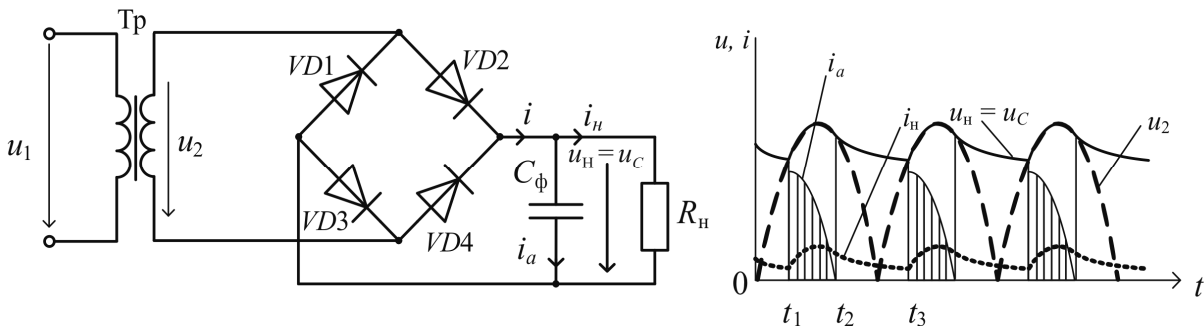 Тр
u₁
u₂
VD1
VD2
VD3
VD4
i
iн
uн = uC
Cф
ia
Rн
u, i
ia
iн
uн = uC
u₂
0
t₁
t₂
t₃
t